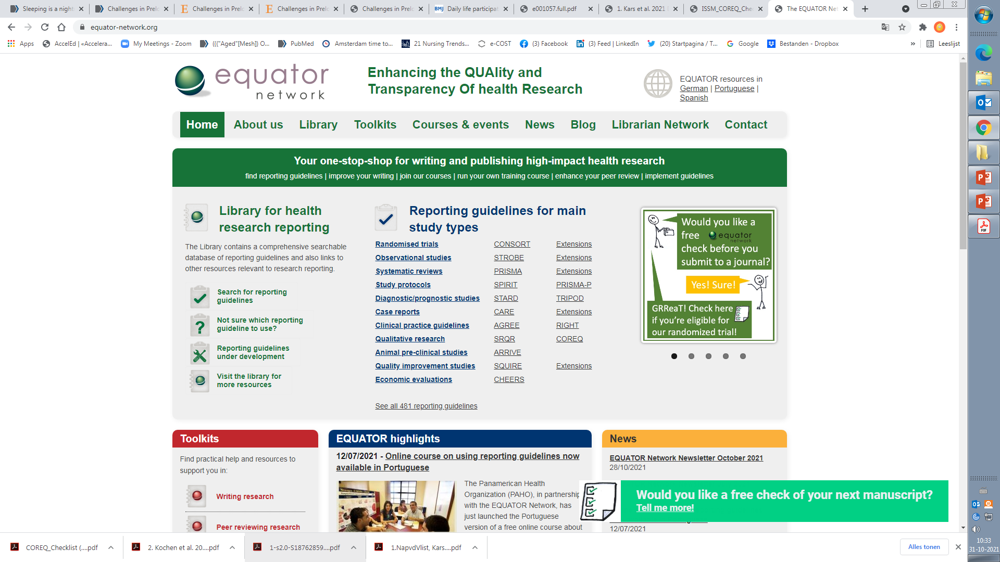 Sleeping is a night
Challenges in Prelo
Challenges in Prelo
Challenges in Prelo
Challenges in Prelo
BMJ Daily life participat
e001057.full.pdf
1. Kars et al. 2021
ISSM_COREQ_Che
The EQUATOR Net
equator-network.org
Apps
AccelEd | «Accelera...
My Meetings - Zoom
((("Aged"[Mesh]) O...
PubMed
Amsterdam time to...
21 Nursing Trends...
e-COST
(3) Facebook
(3) Feed | LinkedIn
(20) Startpagina / T...
Google
Bestanden - Dropbox
»
Leeslijst
equator
network
Enhancing the QUAlity and
Transparency Of health Research
EQUATOR resources in
German | Portuguese |
Spanish
Home About us Library Toolkits Courses & events News Blog Librarian Network Contact
Your one-stop-shop for writing and publishing high-impact health research
find reporting guidelines | improve your writing | join our courses | run your own training course | enhance your peer review | implement guidelines
Library for health
research reporting
The Library contains a comprehensive searchable
database of reporting guidelines and also links to
other resources relevant to research reporting.
Search for reporting
guidelines
Not sure which reporting
guideline to use?
Reporting guidelines
under development
Visit the library for
more resources
Reporting guidelines for main
study types
Randomised trials CONSORT Extensions
Observational studies STROBE Extensions
Systematic reviews PRISMA Extensions
Study protocols SPIRIT PRISMA-P
Diagnostic/prognostic studies STARD TRIPOD
Case reports CARE Extensions
Clinical practice guidelines AGREE RIGHT
Qualitative research SRQR COREQ
Animal pre-clinical studies ARRIVE
Quality improvement studies SQUIRE Extensions
Economic evaluations CHEERS
See all 481 reporting guidelines
Would you like a
free equator network
check before you
submit to a journal?
Yes! Sure!
GRReaT! Check here
if you're eligible for
our randomized trial!
Toolkits
Find practical help and resources to
support you in:
Writing research
Peer reviewing research
EQUATOR highlights
12/07/2021 - Online course on using reporting guidelines now
available in Portuguese
The Panamerican Health
Organization (PAHO), in partnership
with the EQUATOR Network, has
just launched the Portuguese
version of a free online course about
News
EQUATOR Network Newsletter October 2021
28/10/2021
Would you like a free check of your next manuscript?
Tell me more!
12/07/2021
COREQ_Checklist (....pdf
2. Kochen et al. 20....pdf
1-s2.0-S18762859....pdf
1.NapvdVlist, Kars....pdf
Alles tonen
10:33
31-10-2021